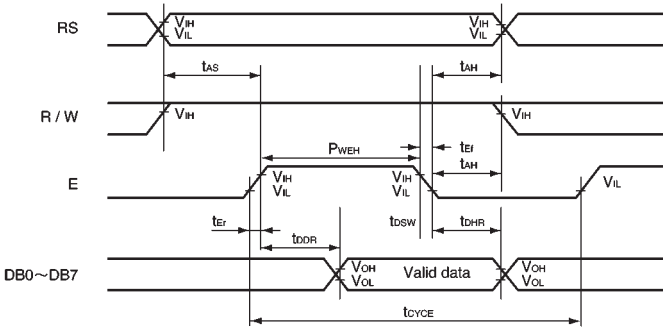 RS
VIH
VIL
VIH
VIL
tAS
tAH
R / W
VIH
VIH
PWEH
tEf
tAH
E
VIH
VIL
VIH
VIL
VIL
tEr
tDDR
tDSW
tDHR
DB0～DB7
VOH
VOL
Valid data
VOH
VOL
tCYCE